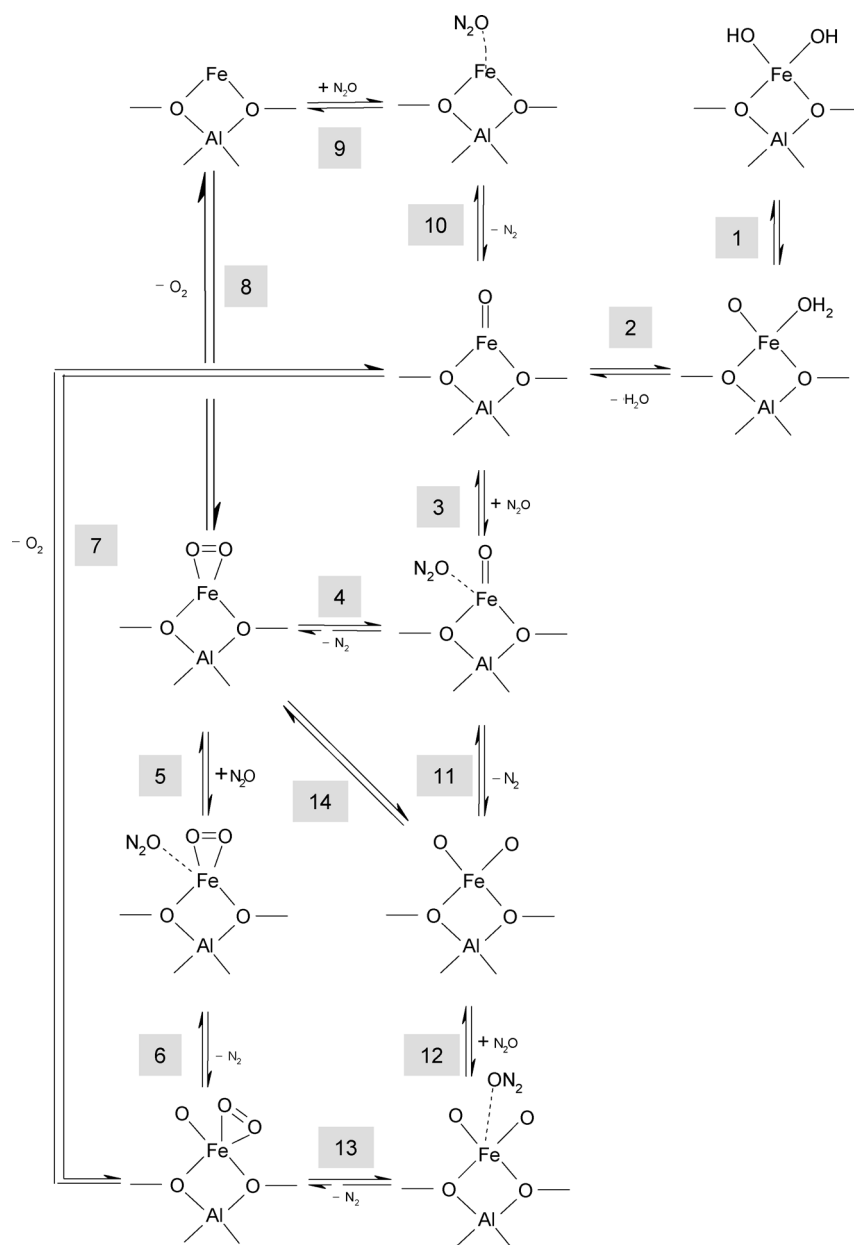 N₂O
HO OH
Fe Fe Fe
+ N₂O
O O O O O O
Al Al Al
9
10 − N₂ 1
− O₂ 8
O O OH₂
2
Fe Fe
O O O O
− H₂O
Al Al
3 + N₂O
− O₂ 7
O=O O
N₂O
Fe 4 Fe
O O O O
− N₂
Al Al
5 +N₂O 14 11 − N₂
N₂O O=O O O
Fe Fe
O O O O
Al Al
6 − N₂ 12 + N₂O
ON₂
O O O O O
Fe 13 Fe
O O O O
− N₂
Al Al